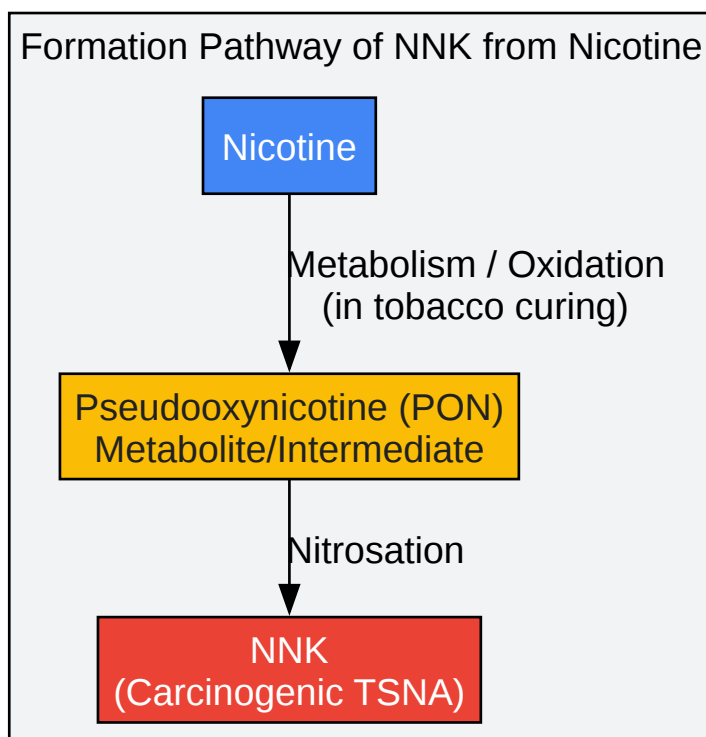 Formation Pathway of NNK from Nicotine
Nicotine
Metabolism / Oxidation
(in tobacco curing)
Pseudooxynicotine (PON)
Metabolite/Intermediate
Nitrosation
NNK
(Carcinogenic TSNA)